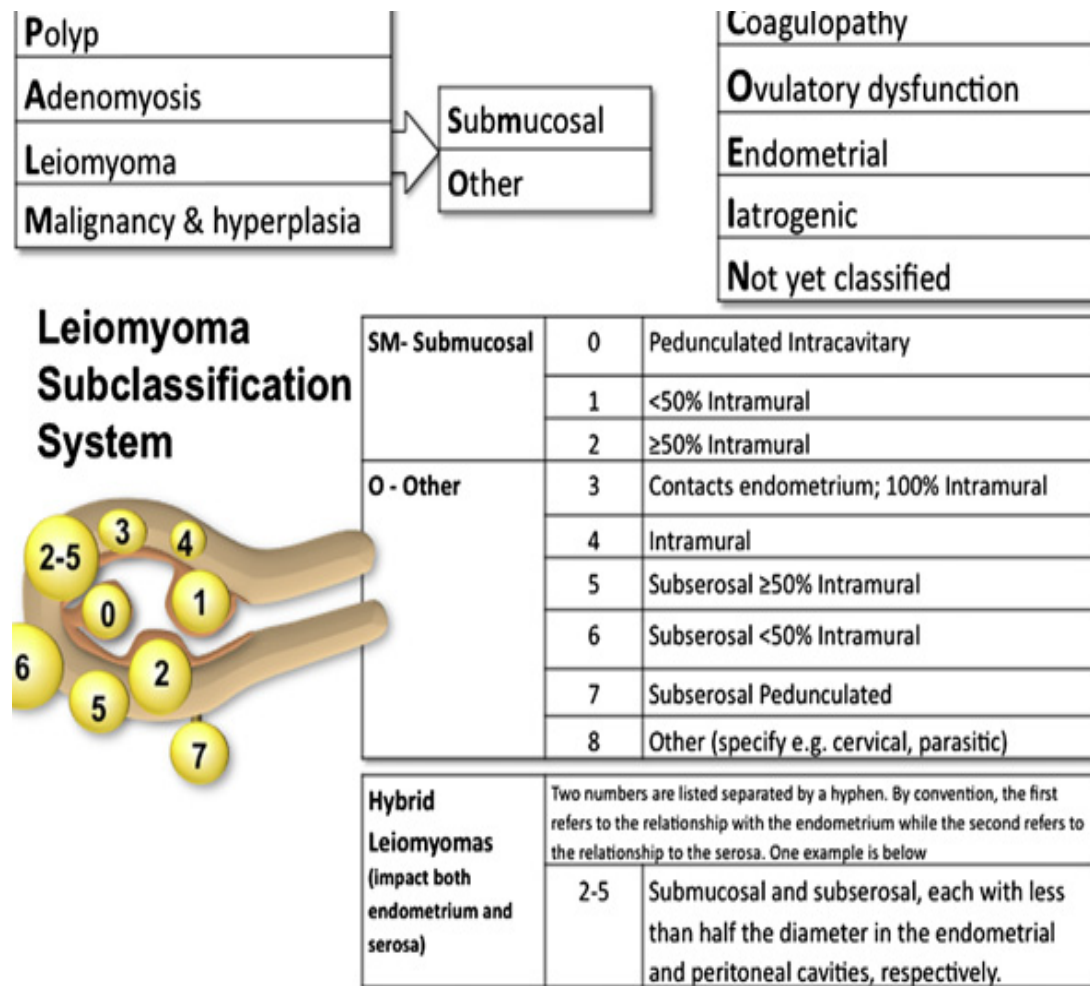 Polyp
Adenomyosis
Leiomyoma
Malignancy & hyperplasia
Submucosal
Other
Coagulopathy
Ovulatory dysfunction
Endometrial
Iatrogenic
Not yet classified
Leiomyoma
Subclassification
System
SM- Submucosal
0 Pedunculated Intracavitary
1 <50% Intramural
2 ≥50% Intramural
O - Other
3 Contacts endometrium; 100% Intramural
4 Intramural
5 Subserosal ≥50% Intramural
6 Subserosal <50% Intramural
7 Subserosal Pedunculated
8 Other (specify e.g. cervical, parasitic)
3
4
2-5
0
1
6
2
5
7
Hybrid
Leiomyomas
(impact both
endometrium and
serosa)
Two numbers are listed separated by a hyphen. By convention, the first
refers to the relationship with the endometrium while the second refers to
the relationship to the serosa. One example is below
2-5 Submucosal and subserosal, each with less
than half the diameter in the endometrial
and peritoneal cavities, respectively.